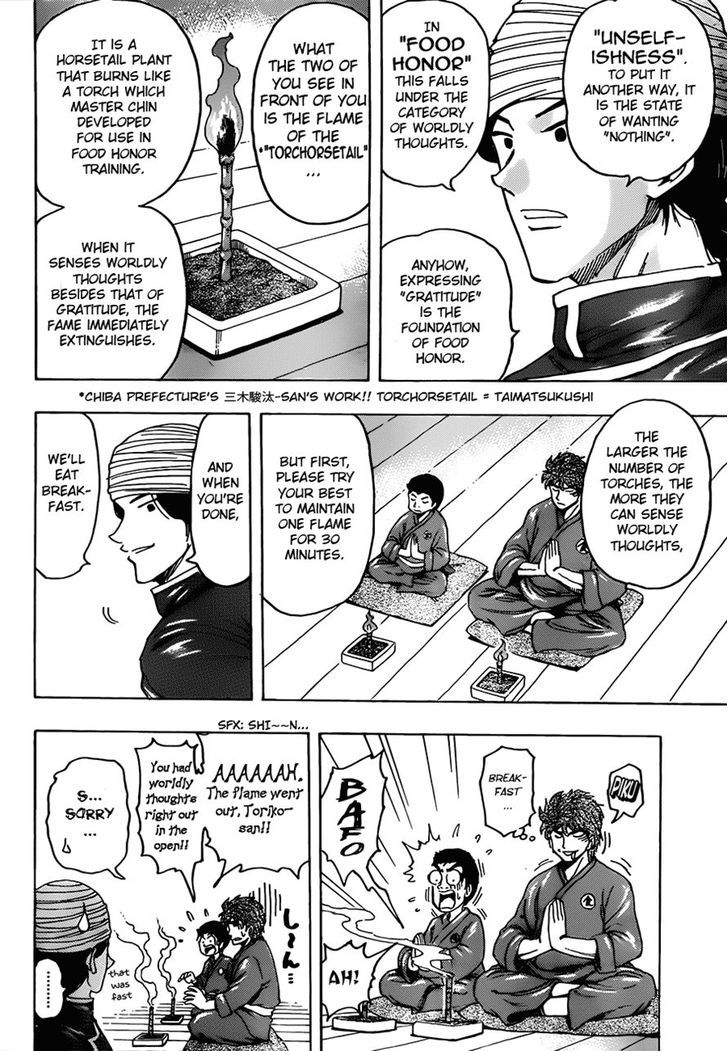 "UNSELF-
ISHNESS".
TO PUT IT
ANOTHER WAY, IT
IS THE STATE
OF WANTING
"NOTHING".
IN
"FOOD
HONOR"
THIS FALLS
UNDER THE
CATEGORY
OF WORLDLY
THOUGHTS.
ANYHOW,
EXPRESSING
"GRATITUDE"
IS THE
FOUNDATION
OF FOOD
HONOR.
WHAT
THE TWO OF
YOU SEE IN
FRONT OF YOU
IS THE FLAME
OF THE
*"TORCHORSETAIL"
...
IT IS A
HORSETAIL PLANT
THAT BURNS LIKE
A TORCH WHICH
MASTER CHIN
DEVELOPED
FOR USE IN
FOOD HONOR
TRAINING.
WHEN IT
SENSES WORLDLY
THOUGHTS
BESIDES THAT OF
GRATITUDE, THE
FAME IMMEDIATELY
EXTINGUISHES.
*CHIBA PREFECTURE'S 三木駿汰-SAN'S WORK!! TORCHORSETAIL = TAIMATSUKUSHI
THE
LARGER THE
NUMBER OF
TORCHES,
THE MORE THEY
CAN SENSE
WORLDLY
THOUGHTS,
BUT FIRST,
PLEASE TRY
YOUR BEST
TO MAINTAIN
ONE FLAME
FOR 30
MINUTES.
AND
WHEN YOU'RE
DONE,
WE'LL
EAT
BREAK-
FAST.
PIKU
BREAK-
FAST
...
BAFO
AH!
SFX: SHI~~N...
AAAAAAH.
The flame went
out, Toriko-
san!!
You had
worldly
thoughts
right out
in the
open!!
し〜ん
S...
SORRY
...
that
was
fast
.........